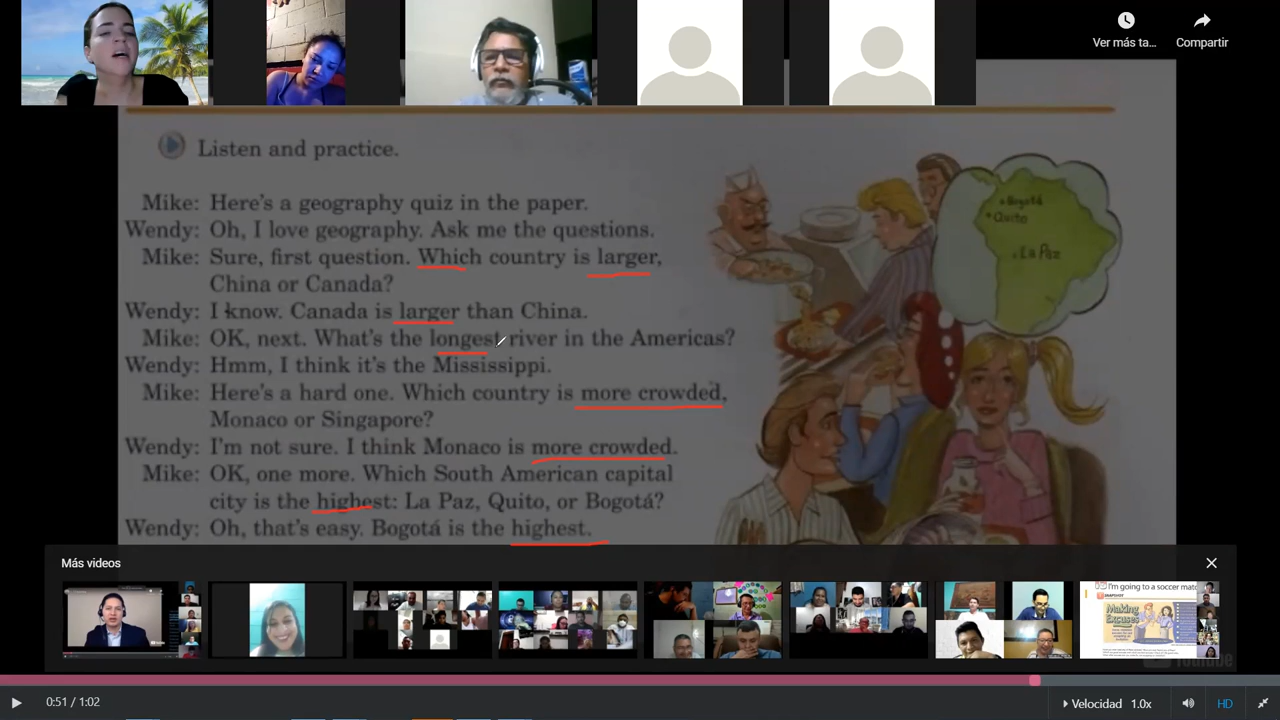 Ver más ta...
Compartir
Listen and practice.
Mike: Here's a geography quiz in the paper.
Wendy: Oh, I love geography. Ask me the questions.
Mike: Sure, first question. Which country is larger,
China or Canada?
Wendy: I know. Canada is larger than China.
Mike: OK, next. What's the longest river in the Americas?
Wendy: Hmm, I think it's the Mississippi.
Mike: Here's a hard one. Which country is more crowded,
Monaco or Singapore?
Wendy: I'm not sure. I think Monaco is more crowded.
Mike: OK, one more. Which South American capital
city is the highest: La Paz, Quito, or Bogotá?
Wendy: Oh, that's easy. Bogotá is the highest.
Bogotá
Quito
La Paz
Más videos
I'm going to a soccer mat
SNAPSHOT
Making
Excuses
YouTube
0:51 / 1:02
Velocidad 1.0x
HD